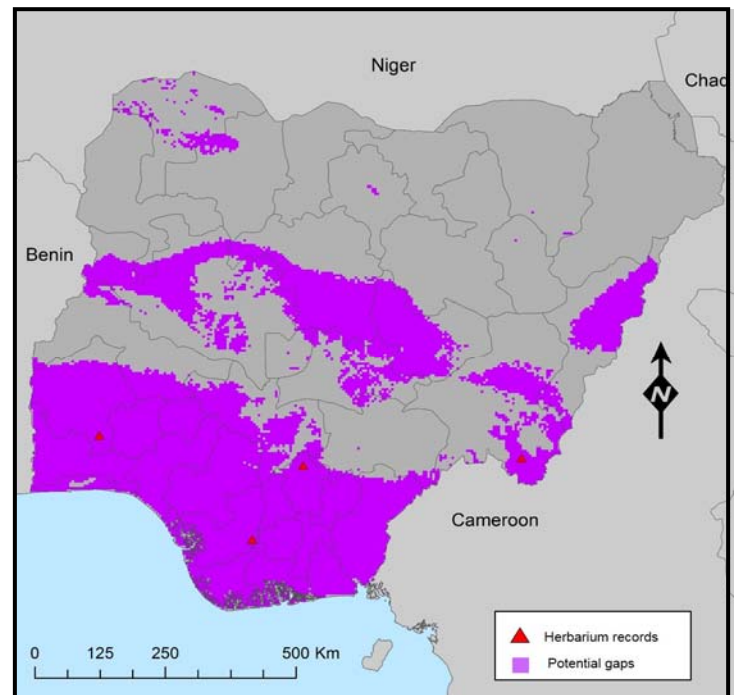 Niger
Chad
Benin
N
Cameroon
0 125 250 500 Km
Herbarium records
Potential gaps